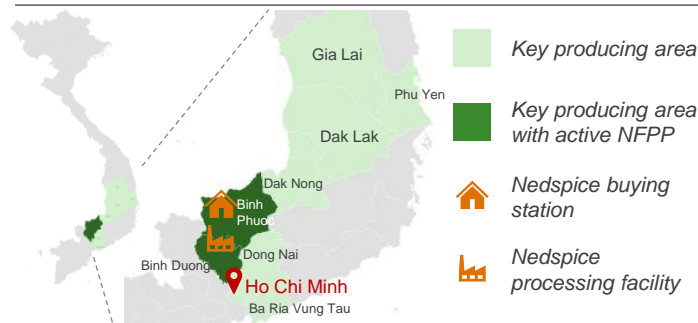 Gia Lai
Phu Yen
Dak Lak
Dak Nong
Binh
Phuoc
Dong Nai
Binh Duong
Ho Chi Minh
Ba Ria Vung Tau
Key producing area
Key producing area
with active NFPP
Nedspice buying
station
Nedspice
processing facility